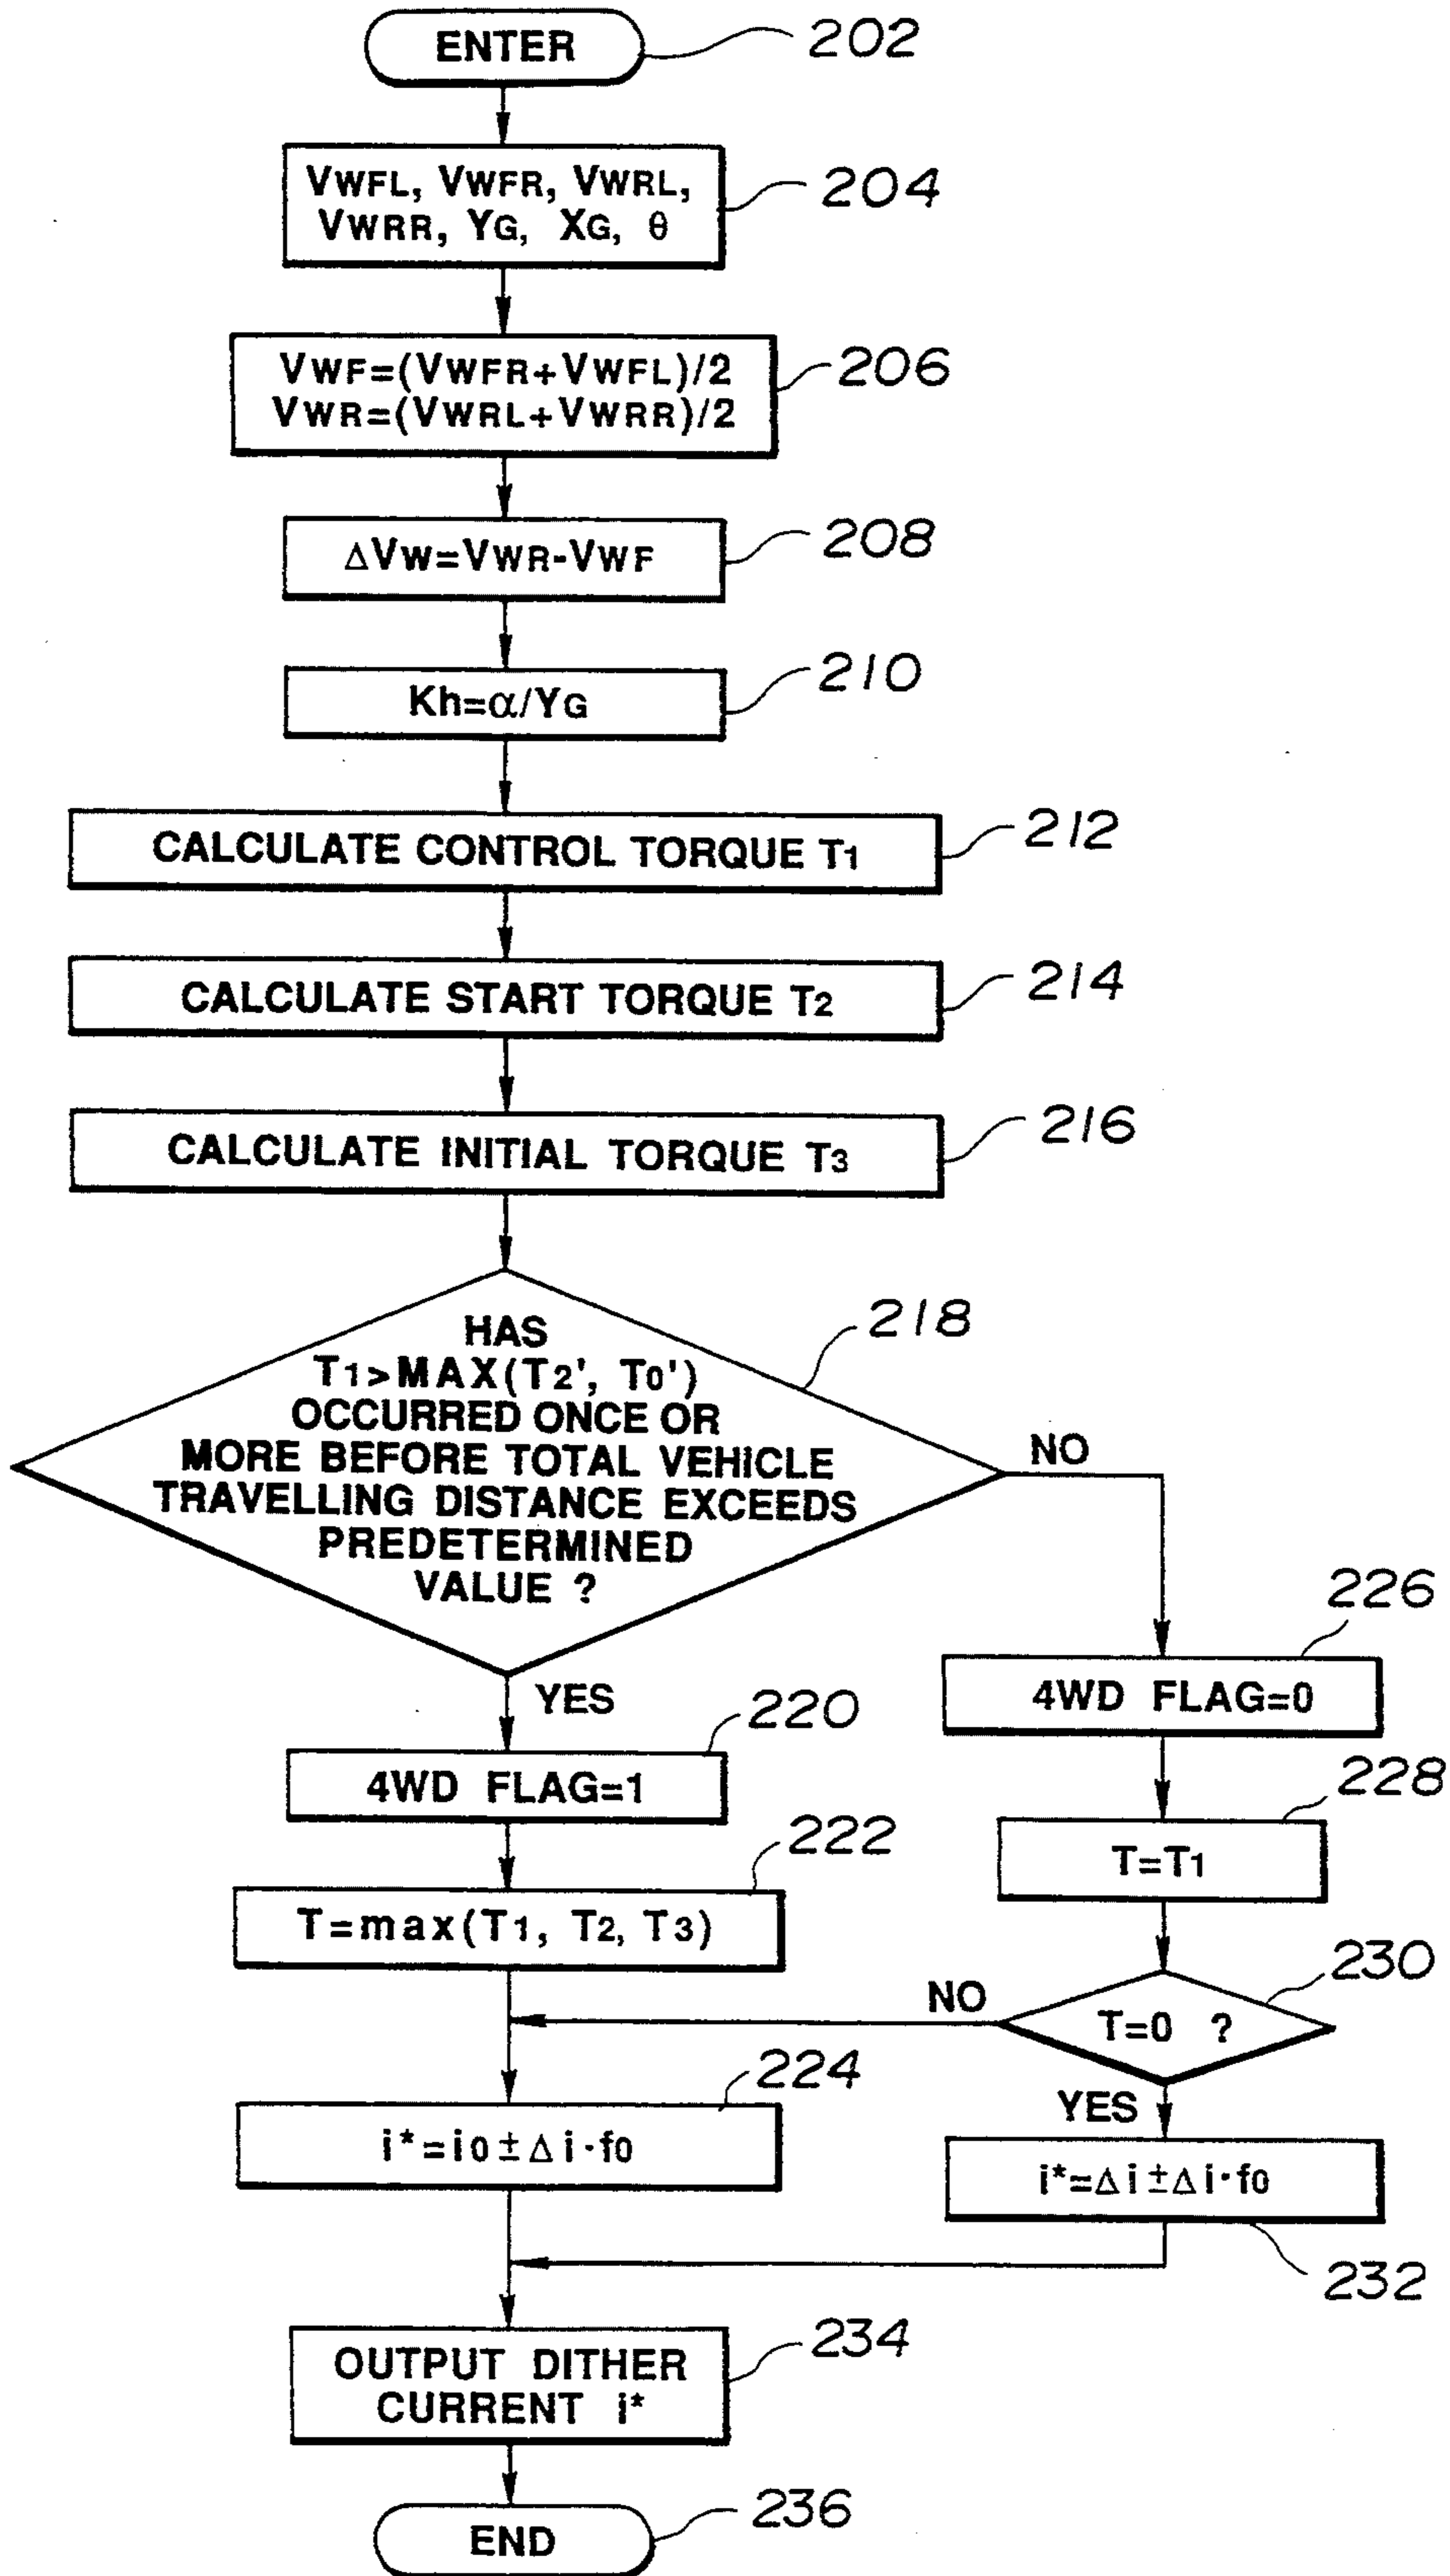 ENTER
202
VWFL, VWFR, VWRL,
VWRR, YG, XG, θ
204
VWF=(VWFR+VWFL)/2
VWR=(VWRL+VWRR)/2
206
ΔVW=VWR-VWF
208
Kh=α/YG
210
CALCULATE CONTROL TORQUE T1
212
CALCULATE START TORQUE T2
214
CALCULATE INITIAL TORQUE T3
216
HAS
T1>MAX(T2', T0')
OCCURRED ONCE OR
MORE BEFORE TOTAL VEHICLE
TRAVELLING DISTANCE EXCEEDS
PREDETERMINED
VALUE ?
218
NO
YES
4WD FLAG=1
220
T=max(T1, T2, T3)
222
4WD FLAG=0
226
T=T1
228
T=0 ?
230
NO
YES
i*=i0±Δi·f0
224
i*=Δi±Δi·f0
232
OUTPUT DITHER
CURRENT i*
234
END
236